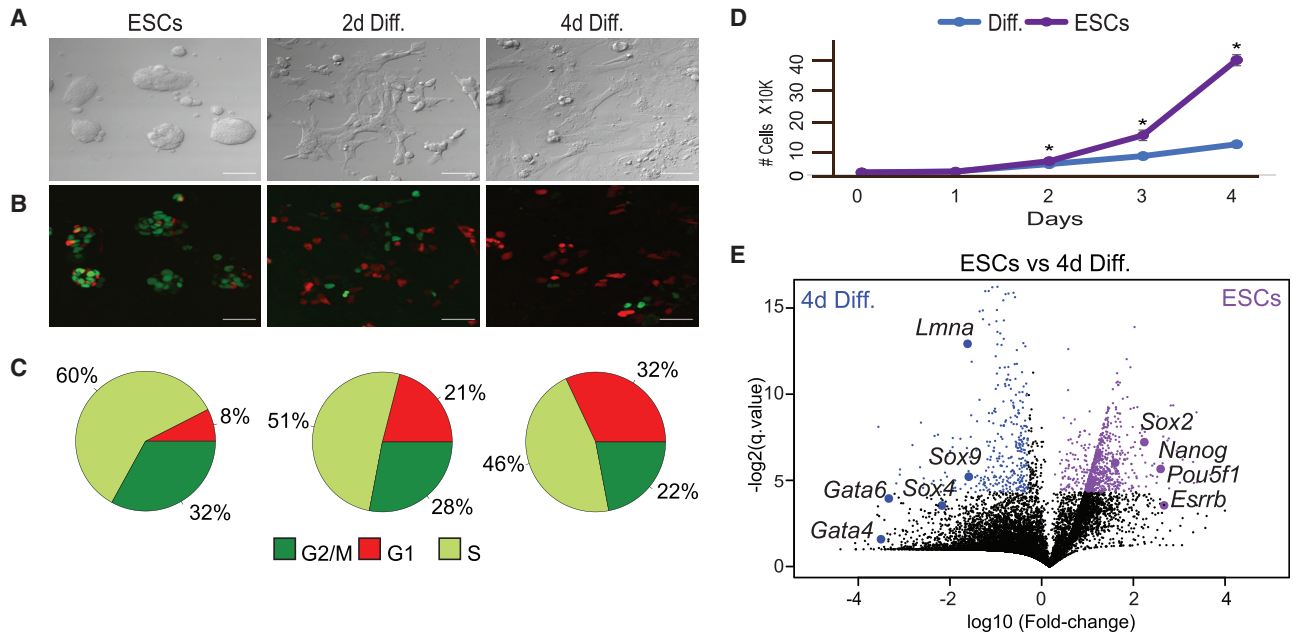 A
ESCs
2d Diff.
4d Diff.
B
C
60%
8%
32%
51%
21%
28%
46%
32%
22%
G2/M
G1
S
D
Diff.
ESCs
# Cells X10K
40
30
20
10
0
*
*
*
0
1
2
3
4
Days
E
ESCs vs 4d Diff.
4d Diff.
ESCs
-log2(q.value)
15
10
5
0
Lmna
Sox2
Sox9
Nanog
Pou5f1
Gata6
Sox4
Esrrb
Gata4
-4
-2
0
2
4
log10 (Fold-change)